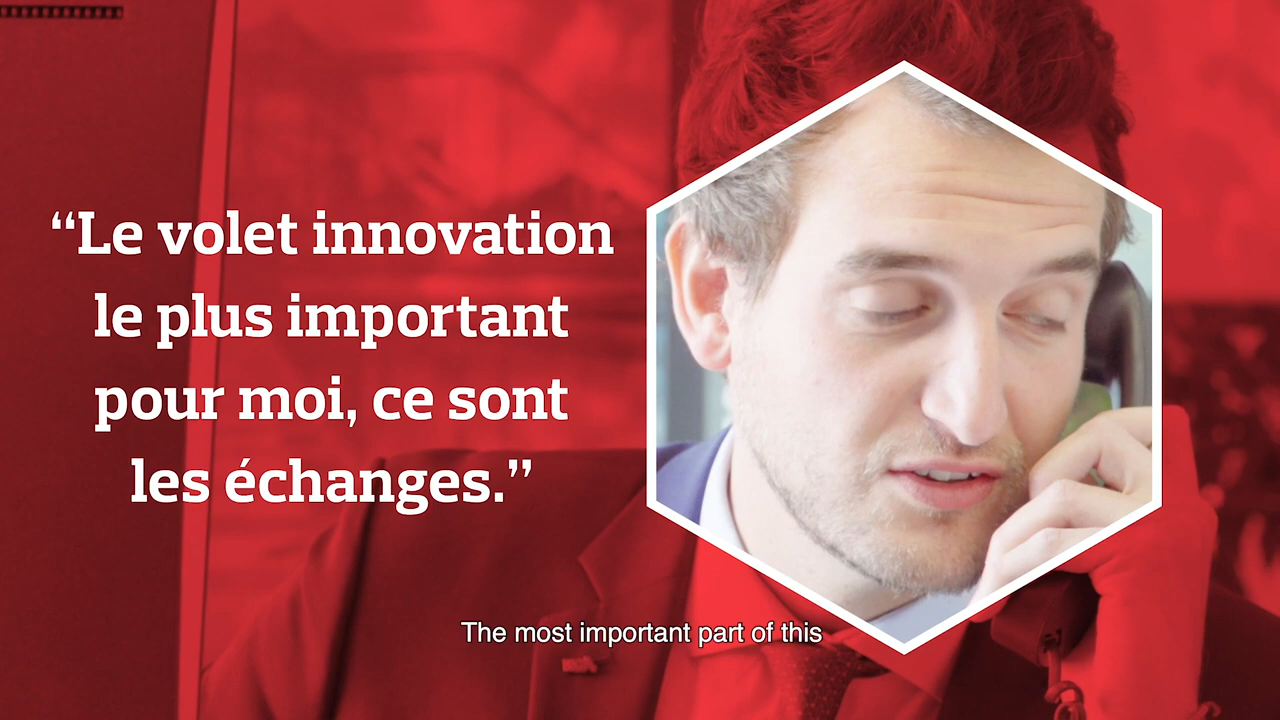 “Le volet innovation
le plus important
pour moi, ce sont
les échanges.”
The most important part of this